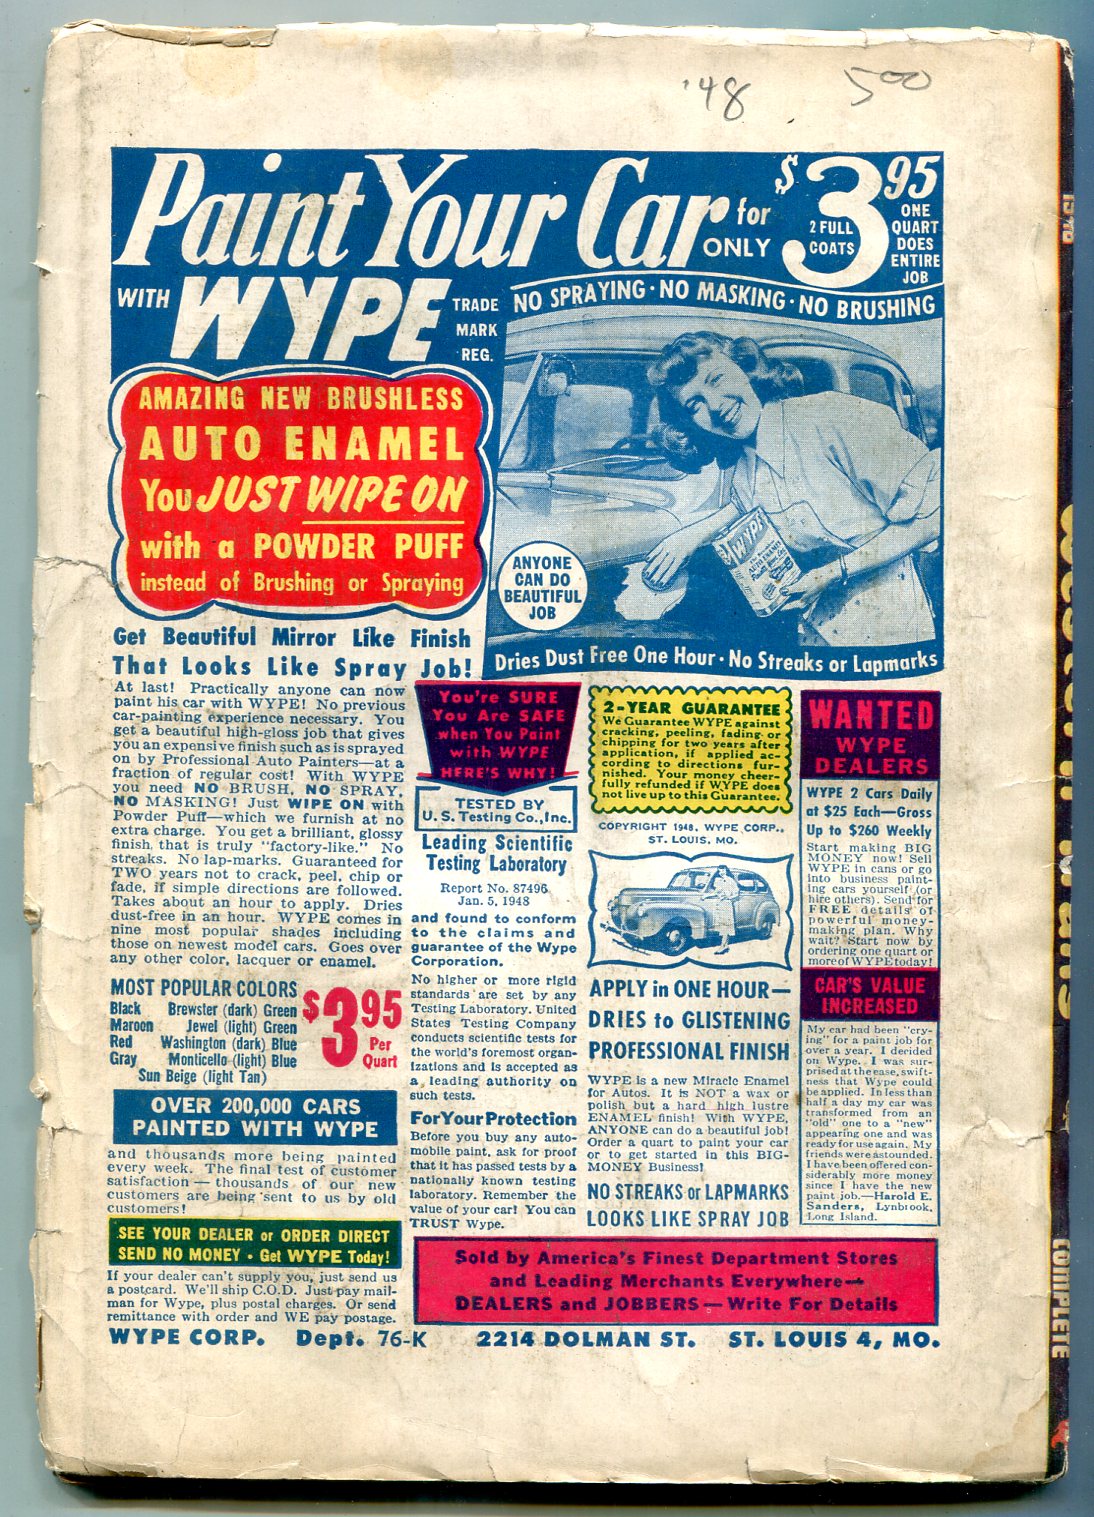 '48 5⁰⁰
Paint Your Car for ONLY $3 95
2 FULL COATS
ONE QUART DOES ENTIRE JOB
WITH WYPE TRADE MARK REG.
NO SPRAYING · NO MASKING · NO BRUSHING
AMAZING NEW BRUSHLESS
AUTO ENAMEL
You JUST WIPE ON
with a POWDER PUFF
instead of Brushing or Spraying
WYPE
ANYONE
CAN DO
BEAUTIFUL
JOB
Dries Dust Free One Hour · No Streaks or Lapmarks
Get Beautiful Mirror Like Finish
That Looks Like Spray Job!
At last! Practically anyone can now
paint his car with WYPE! No previous
car-painting experience necessary. You
get a beautiful high-gloss job that gives
you an expensive finish such as is sprayed
on by Professional Auto Painters—at a
fraction of regular cost! With WYPE
you need NO BRUSH, NO SPRAY,
NO MASKING! Just WIPE ON with
Powder Puff—which we furnish at no
extra charge. You get a brilliant, glossy
finish, that is truly "factory-like." No
streaks. No lap-marks. Guaranteed for
TWO years not to crack, peel, chip or
fade, if simple directions are followed.
Takes about an hour to apply. Dries
dust-free in an hour. WYPE comes in
nine most popular shades including
those on newest model cars. Goes over
any other color, lacquer or enamel.
MOST POPULAR COLORS
Black Brewster (dark) Green
Maroon Jewel (light) Green
Red Washington (dark) Blue
Gray Monticello (light) Blue
Sun Beige (light Tan)
$3 95
Per
Quart
OVER 200,000 CARS
PAINTED WITH WYPE
and thousands more being painted
every week. The final test of customer
satisfaction — thousands of our new
customers are being sent to us by old
customers!
SEE YOUR DEALER or ORDER DIRECT
SEND NO MONEY · Get WYPE Today!
If your dealer can't supply you, just send us
a postcard. We'll ship C.O.D. Just pay mail-
man for Wype, plus postal charges. Or send
remittance with order and WE pay postage.
You're SURE
You Are SAFE
when You Paint
with WYPE
HERE'S WHY!
TESTED BY
U. S. Testing Co., Inc.
Leading Scientific
Testing Laboratory
Report No. 87496
Jan. 5, 1948
and found to conform
to the claims and
guarantee of the Wype
Corporation.
No higher or more rigid
standards are set by any
Testing Laboratory. United
States Testing Company
conducts scientific tests for
the world's foremost organ-
izations and is accepted as
a leading authority on
such tests.
For Your Protection
Before you buy any auto-
mobile paint, ask for proof
that it has passed tests by a
nationally known testing
laboratory. Remember the
value of your car! You can
TRUST Wype.
2-YEAR GUARANTEE
We Guarantee WYPE against
cracking, peeling, fading or
chipping for two years after
application, if applied ac-
cording to directions fur-
nished. Your money cheer-
fully refunded if WYPE does
not live up to this Guarantee.
COPYRIGHT 1948, WYPE CORP.,
ST. LOUIS, MO.
APPLY in ONE HOUR—
DRIES to GLISTENING
PROFESSIONAL FINISH
WYPE is a new Miracle Enamel
for Autos. It is NOT a wax or
polish but a hard high lustre
ENAMEL finish! With WYPE,
ANYONE can do a beautiful job!
Order a quart to paint your car
or to get started in this BIG-
MONEY Business!
NO STREAKS or LAPMARKS
LOOKS LIKE SPRAY JOB
WANTED
WYPE
DEALERS
WYPE 2 Cars Daily
at $25 Each—Gross
Up to $260 Weekly
Start making BIG
MONEY now! Sell
WYPE in cans or go
into business paint-
ing cars yourself (or
hire others). Send for
FREE details of
powerful money-
making plan. Why
wait? Start now by
ordering one quart or
more of WYPE today!
CAR'S VALUE
INCREASED
My car had been "cry-
ing" for a paint job for
over a year. I decided
on Wype. I was sur-
prised at the ease, swift-
ness that Wype could
be applied. In less than
half a day my car was
transformed from an
"old" one to a "new"
appearing one and was
ready for use again. My
friends were astounded.
I have been offered con-
siderably more money
since I have the new
paint job.—Harold E.
Sanders, Lynbrook,
Long Island.
Sold by America's Finest Department Stores
and Leading Merchants Everywhere—
DEALERS and JOBBERS — Write For Details
WYPE CORP. Dept. 76-K 2214 DOLMAN ST. ST. LOUIS 4, MO.
COMPLETE